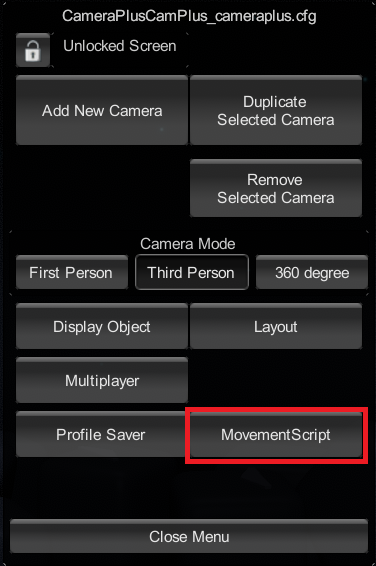 CameraPlusCamPlus_cameraplus.cfg
Unlocked Screen
Add New Camera
Duplicate
Selected Camera
Remove
Selected Camera
Camera Mode
First Person
Third Person
360 degree
Display Object
Layout
Multiplayer
Profile Saver
MovementScript
Close Menu